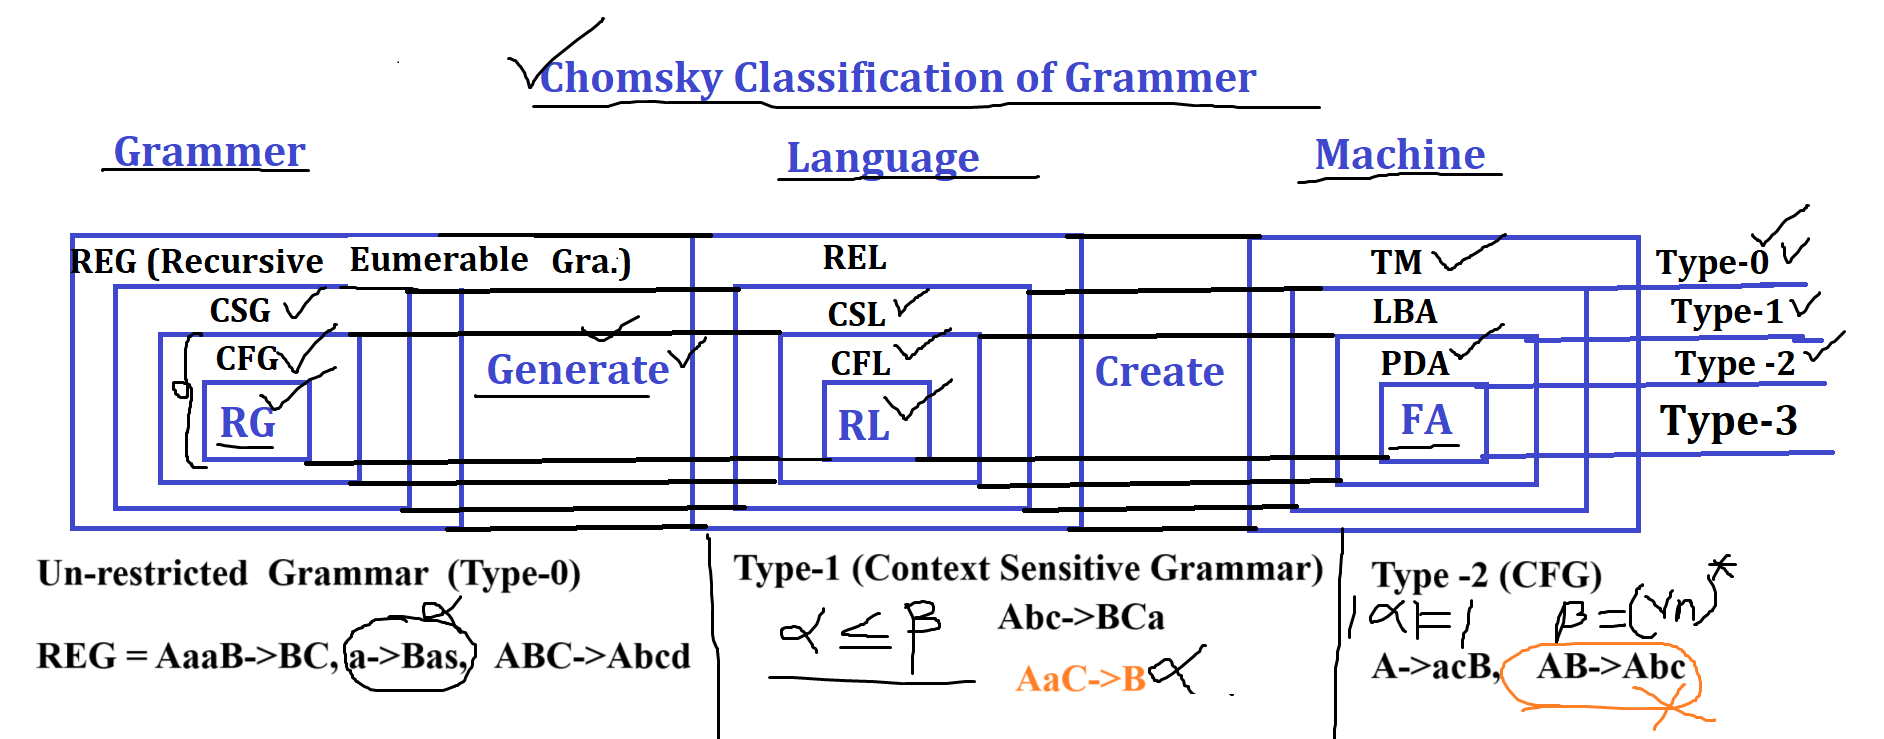 Chomsky Classification of Grammer
Grammer Language Machine
REG (Recursive Eumerable Gra.) REL TM Type-0
CSG CSL LBA Type-1
CFG Generate CFL Create PDA Type -2
RG RL FA Type-3
Un-restricted Grammar (Type-0)
α
REG = AaaB->BC, a->Bas, ABC->Abcd
Type-1 (Context Sensitive Grammar)
α ≤ β Abc->BCa
AaC->B
Type -2 (CFG)
|α|=1 β=(Vn)*
A->acB, AB->Abc